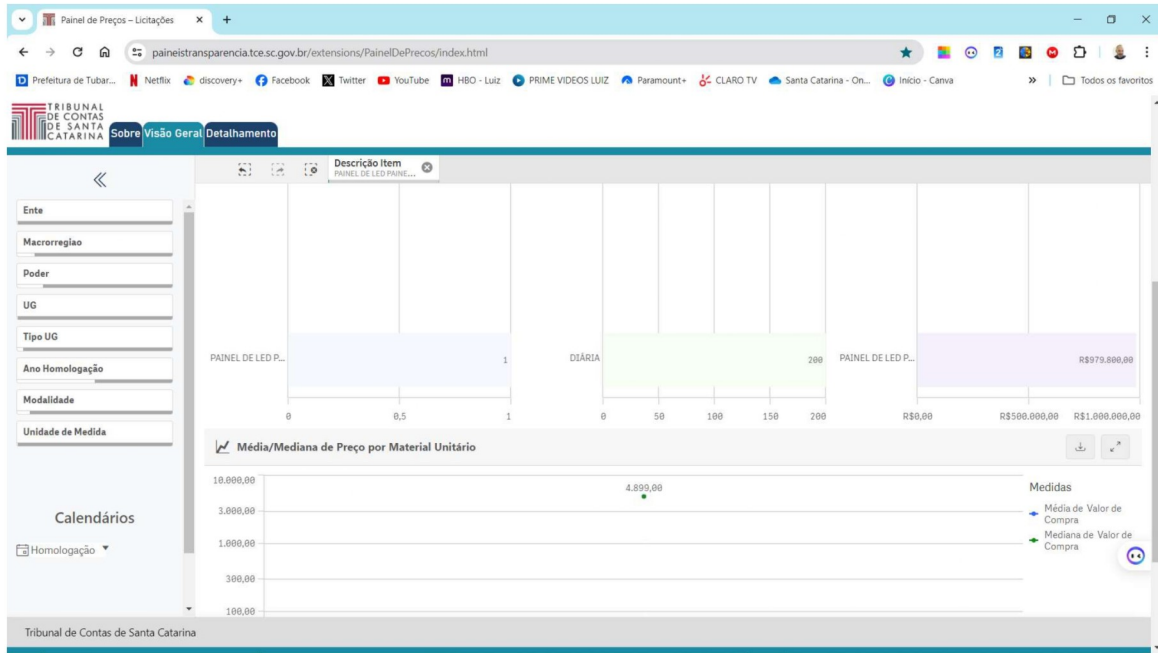 Painel de Preços – Licitações
paineistransparencia.tce.sc.gov.br/extensions/PainelDePrecos/index.html
Prefeitura de Tubar... Netflix discovery+ Facebook Twitter YouTube HBO - Luiz PRIME VIDEOS LUIZ Paramount+ CLARO TV Santa Catarina - On... Início - Canva » Todos os favoritos
TRIBUNAL
DE CONTAS
DE SANTA
CATARINA
Sobre Visão Geral Detalhamento
Descrição Item
PAINEL DE LED PAINE...
Ente
Macrorregiao
Poder
UG
Tipo UG
Ano Homologação
Modalidade
Unidade de Medida
Calendários
Homologação
PAINEL DE LED P... 1 DIÁRIA 200 PAINEL DE LED P... R$979.800,00
0 0,5 1 0 50 100 150 200 R$0,00 R$500.000,00 R$1.000.000,00
Média/Mediana de Preço por Material Unitário
10.000,00
3.000,00
1.000,00
300,00
100,00
4.899,00
Medidas
Média de Valor de
Compra
Mediana de Valor de
Compra
Tribunal de Contas de Santa Catarina